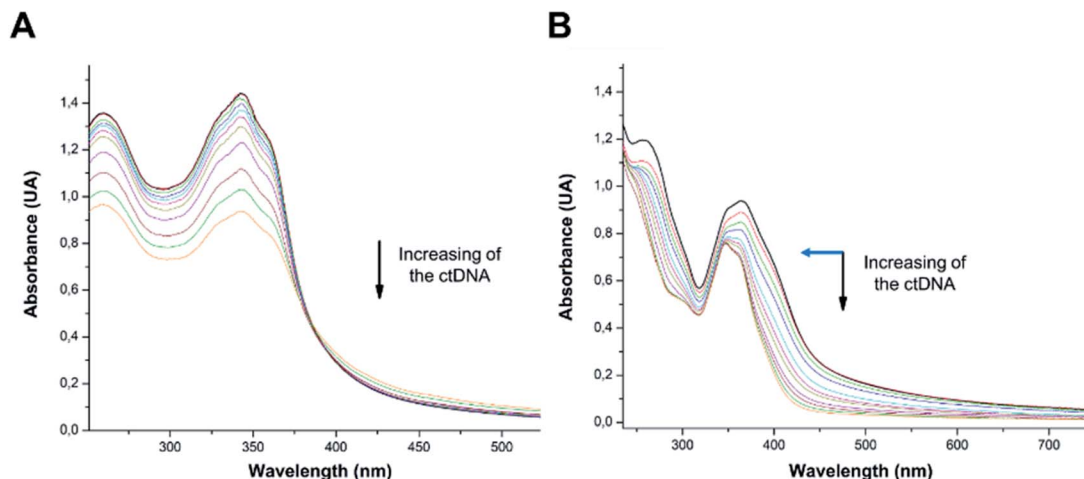 A
Absorbance (UA)
1,4
1,2
1,0
0,8
0,6
0,4
0,2
0,0
Increasing of
the ctDNA
300
350
400
450
500
Wavelength (nm)
B
Absorbance (UA)
1,4
1,2
1,0
0,8
0,6
0,4
0,2
0,0
Increasing of
the ctDNA
300
400
500
600
700
Wavelength (nm)